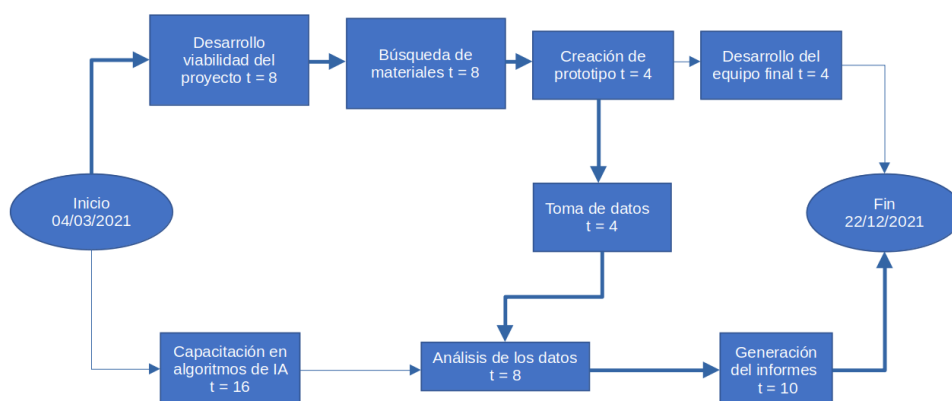 Desarrollo
viabilidad del
proyecto t = 8
Búsqueda de
materiales t = 8
Creación de
prototipo t = 4
Desarrollo del
equipo final t = 4
Inicio
04/03/2021
Toma de datos
t = 4
Fin
22/12/2021
Capacitación en
algoritmos de IA
t = 16
Análisis de los datos
t = 8
Generación
del informes
t = 10